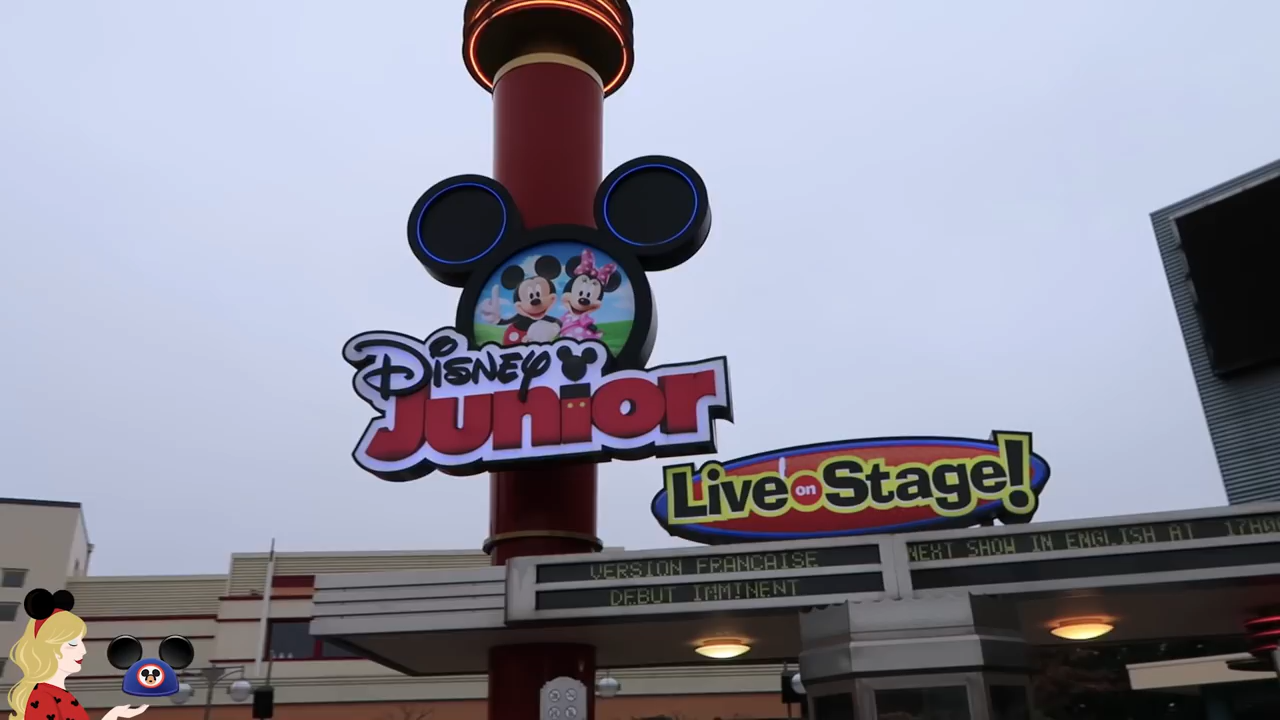 Disney
Junior
Live on Stage!
VERSION FRANCAISE
DEBUT IMMINENT
NEXT SHOW IN ENGLISH AT